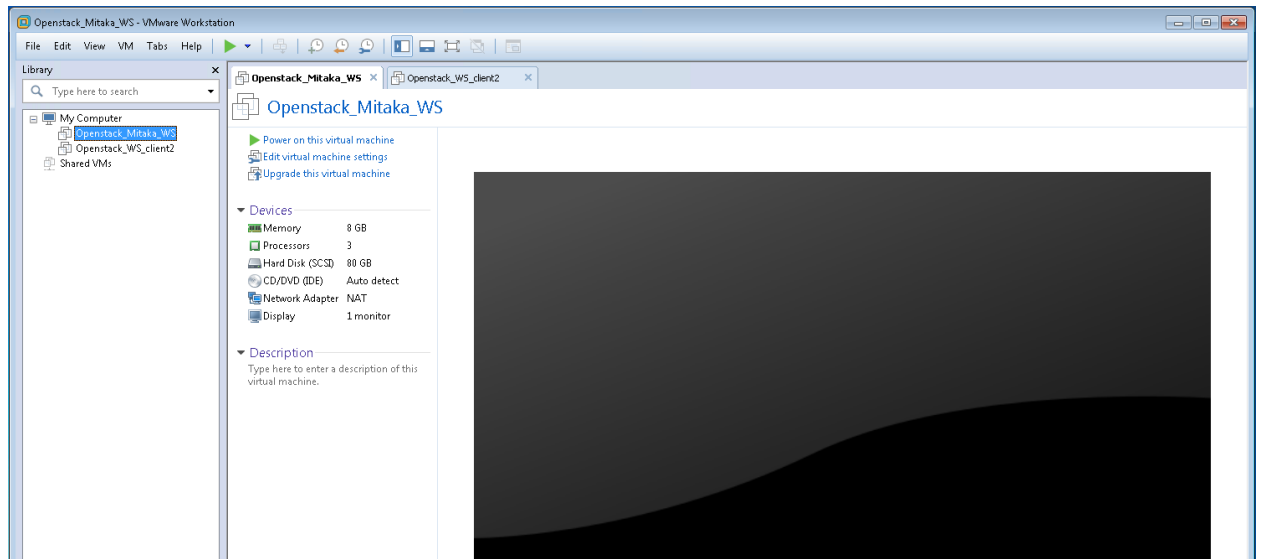 Openstack_Mitaka_WS - VMware Workstation
File Edit View VM Tabs Help
Library
Type here to search
My Computer
Openstack_Mitaka_WS
Openstack_WS_client2
Shared VMs
Openstack_Mitaka_WS
Openstack_WS_client2
Openstack_Mitaka_WS
Power on this virtual machine
Edit virtual machine settings
Upgrade this virtual machine
Devices
Memory 8 GB
Processors 3
Hard Disk (SCSI) 80 GB
CD/DVD (IDE) Auto detect
Network Adapter NAT
Display 1 monitor
Description
Type here to enter a description of this
virtual machine.